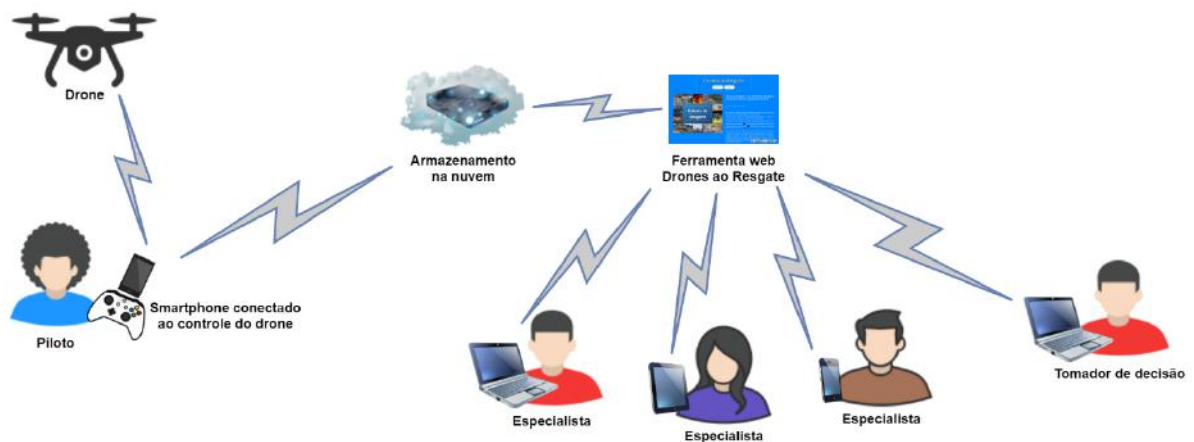 Drone
Armazenamento
na nuvem
Ferramenta web
Drones ao Resgate
Smartphone conectado
ao controle do drone
Piloto
Especialista
Especialista
Especialista
Tomador de decisão